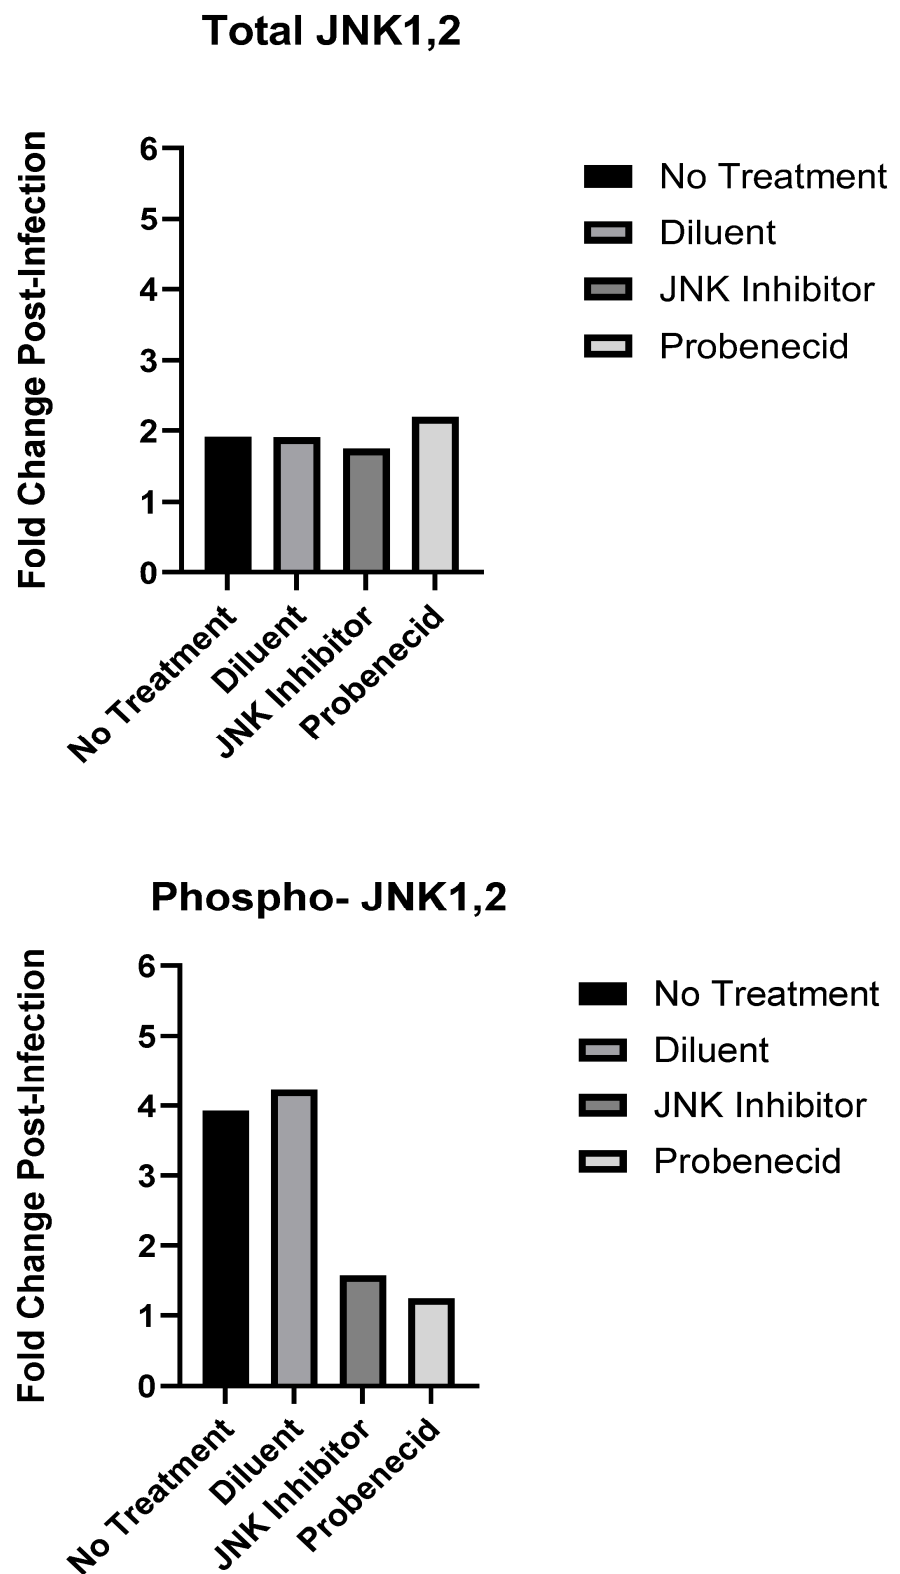 Total JNK1,2
Fold Change Post-Infection
6
5
4
3
2
1
0
No Treatment
Diluent
JNK Inhibitor
Probenecid
No Treatment
Diluent
JNK Inhibitor
Probenecid
Phospho- JNK1,2
Fold Change Post-Infection
6
5
4
3
2
1
0
No Treatment
Diluent
JNK Inhibitor
Probenecid
No Treatment
Diluent
JNK Inhibitor
Probenecid